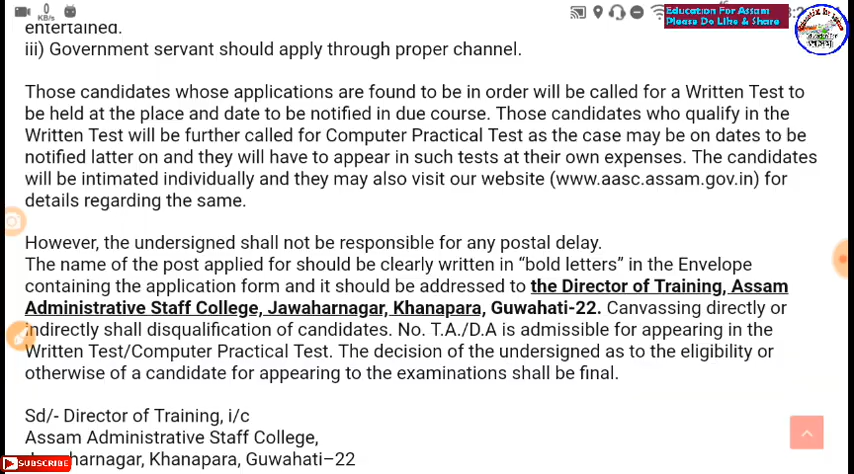 0
KB/s
Education For Assam
Please Do Like & Share
entertained.
iii) Government servant should apply through proper channel.
Those candidates whose applications are found to be in order will be called for a Written Test to
be held at the place and date to be notified in due course. Those candidates who qualify in the
Written Test will be further called for Computer Practical Test as the case may be on dates to be
notified latter on and they will have to appear in such tests at their own expenses. The candidates
will be intimated individually and they may also visit our website (www.aasc.assam.gov.in) for
details regarding the same.
However, the undersigned shall not be responsible for any postal delay.
The name of the post applied for should be clearly written in “bold letters” in the Envelope
containing the application form and it should be addressed to the Director of Training, Assam
Administrative Staff College, Jawaharnagar, Khanapara, Guwahati-22. Canvassing directly or
indirectly shall disqualification of candidates. No. T.A./D.A is admissible for appearing in the
Written Test/Computer Practical Test. The decision of the undersigned as to the eligibility or
otherwise of a candidate for appearing to the examinations shall be final.
Sd/- Director of Training, i/c
Assam Administrative Staff College,
harnagar, Khanapara, Guwahati–22
SUBSCRIBE